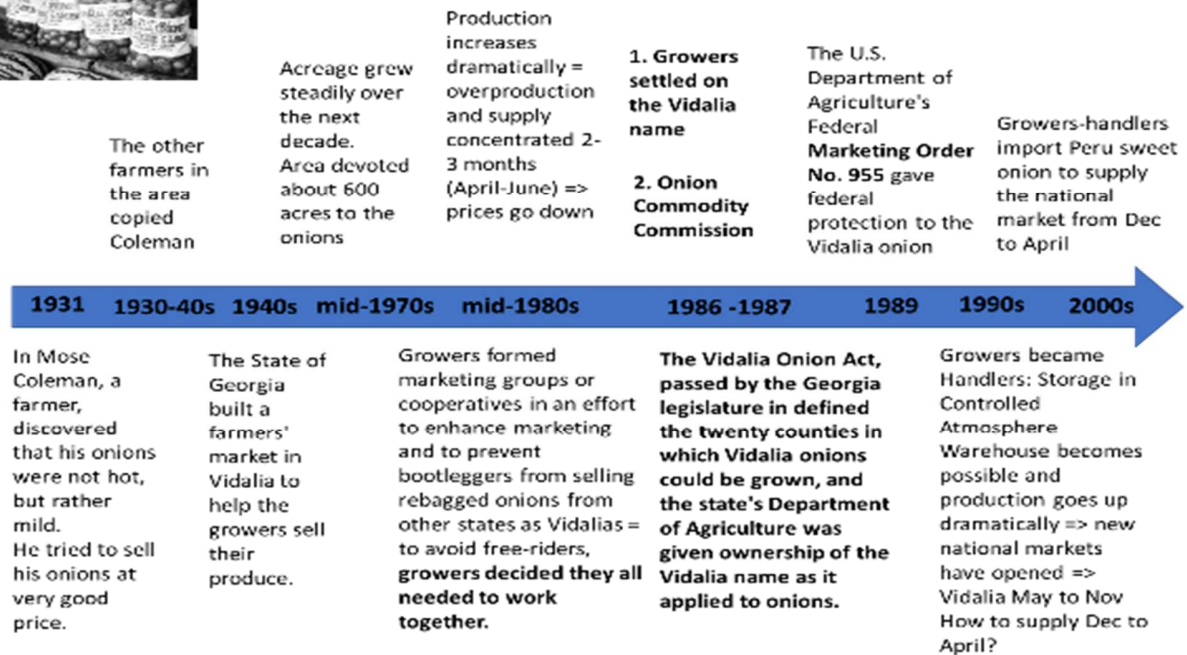 The other
farmers in
the area
copied
Coleman
Acreage grew
steadily over
the next
decade.
Area devoted
about 600
acres to the
onions
Production
increases
dramatically =
overproduction
and supply
concentrated 2-
3 months
(April-June) =>
prices go down
1. Growers
settled on
the Vidalia
name
2. Onion
Commodity
Commission
The U.S.
Department of
Agriculture's
Federal
Marketing Order
No. 955 gave
federal
protection to the
Vidalia onion
Growers-handlers
import Peru sweet
onion to supply
the national
market from Dec
to April
1931 1930-40s 1940s mid-1970s mid-1980s 1986 -1987 1989 1990s 2000s
In Mose
Coleman, a
farmer,
discovered
that his onions
were not hot,
but rather
mild.
He tried to sell
his onions at
very good
price.
The State of
Georgia
built a
farmers'
market in
Vidalia to
help the
growers sell
their
produce.
Growers formed
marketing groups or
cooperatives in an effort
to enhance marketing
and to prevent
bootleggers from selling
rebagged onions from
other states as Vidalias =
to avoid free-riders,
growers decided they all
needed to work
together.
The Vidalia Onion Act,
passed by the Georgia
legislature in defined
the twenty counties in
which Vidalia onions
could be grown, and
the state's Department
of Agriculture was
given ownership of the
Vidalia name as it
applied to onions.
Growers became
Handlers: Storage in
Controlled
Atmosphere
Warehouse becomes
possible and
production goes up
dramatically => new
national markets
have opened =>
Vidalia May to Nov
How to supply Dec to
April?